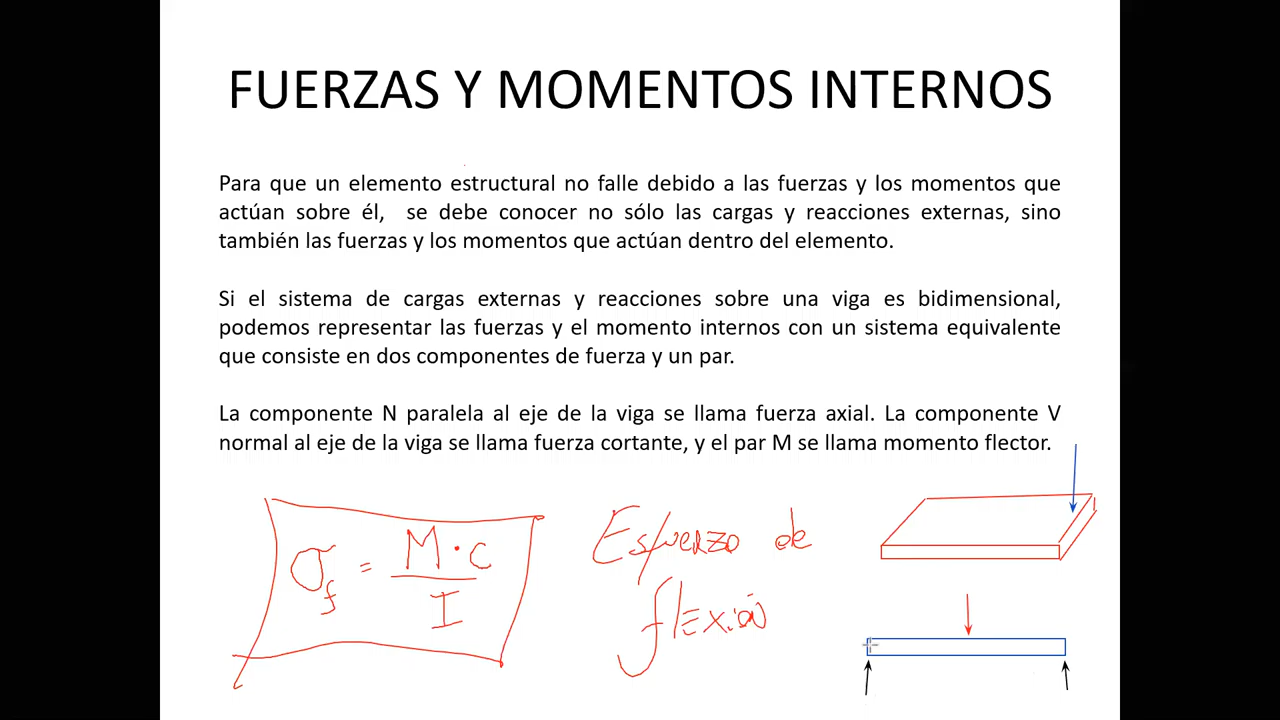 FUERZAS Y MOMENTOS INTERNOS
Para que un elemento estructural no falle debido a las fuerzas y los momentos que
actúan sobre él, se debe conocer no sólo las cargas y reacciones externas, sino
también las fuerzas y los momentos que actúan dentro del elemento.
Si el sistema de cargas externas y reacciones sobre una viga es bidimensional,
podemos representar las fuerzas y el momento internos con un sistema equivalente
que consiste en dos componentes de fuerza y un par.
La componente N paralela al eje de la viga se llama fuerza axial. La componente V
normal al eje de la viga se llama fuerza cortante, y el par M se llama momento flector.
σf = M·c / I
Esfuerzo de
flexión